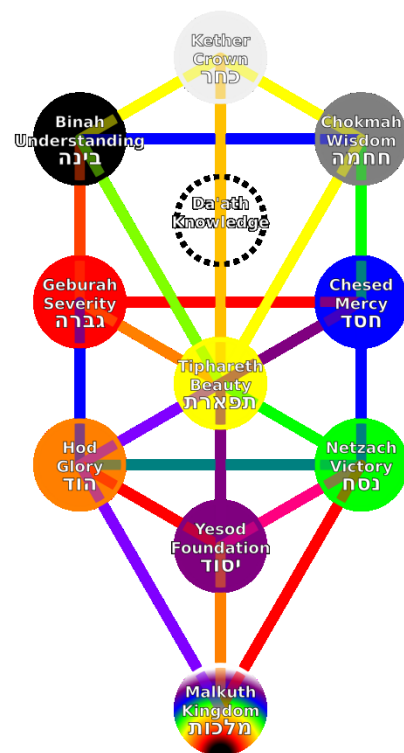 Kether
Crown
כחר
Binah
Understanding
בינה
Chokmah
Wisdom
חחמה
Da'ath
Knowledge
Geburah
Severity
גברה
Chesed
Mercy
חסד
Tiphareth
Beauty
תפארת
Hod
Glory
הוד
Netzach
Victory
נסח
Yesod
Foundation
יסוד
Malkuth
Kingdom
מלכות